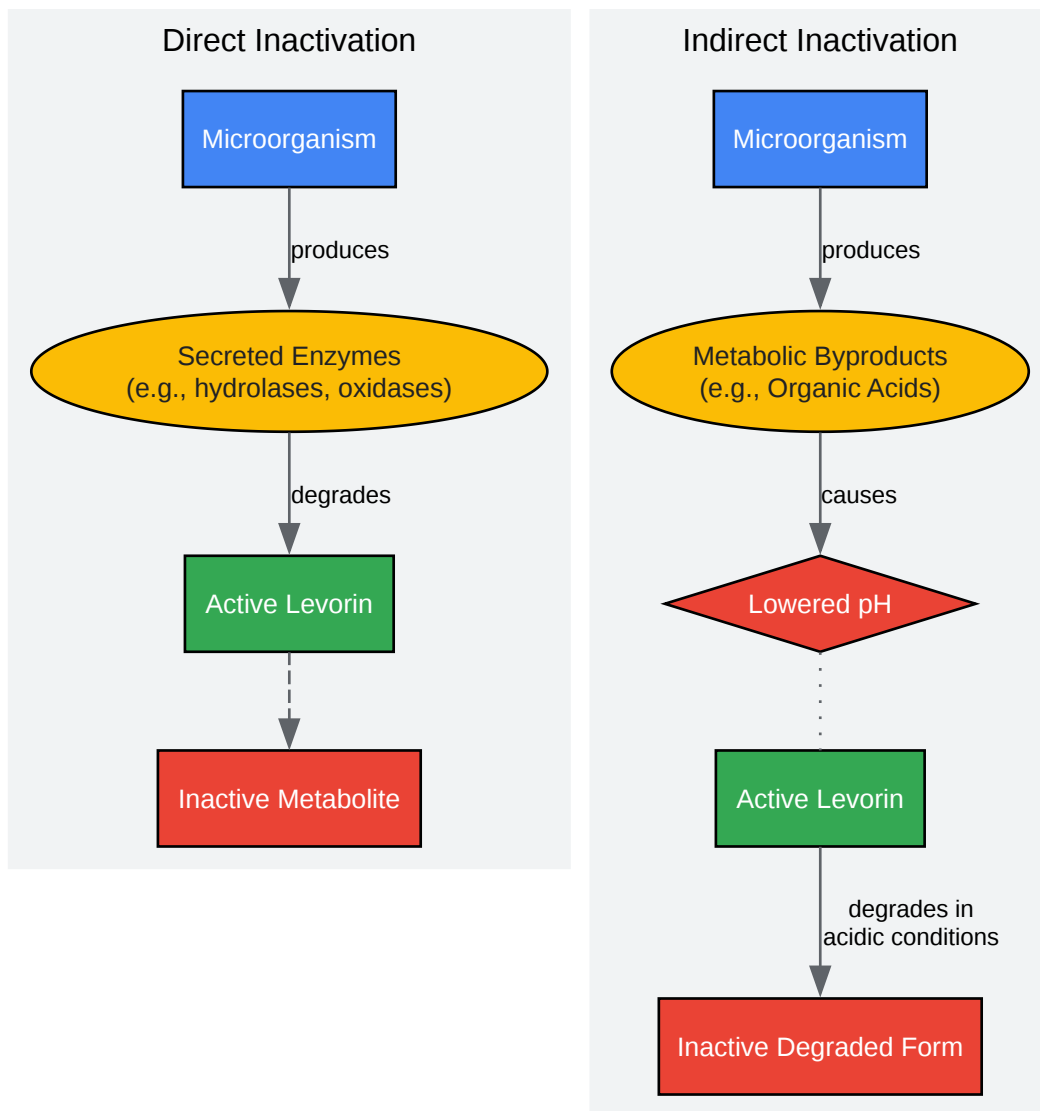 Direct Inactivation
Microorganism
produces
Secreted Enzymes
(e.g., hydrolases, oxidases)
degrades
Active Levorin
Inactive Metabolite
Indirect Inactivation
Microorganism
produces
Metabolic Byproducts
(e.g., Organic Acids)
causes
Lowered pH
Active Levorin
degrades in
acidic conditions
Inactive Degraded Form